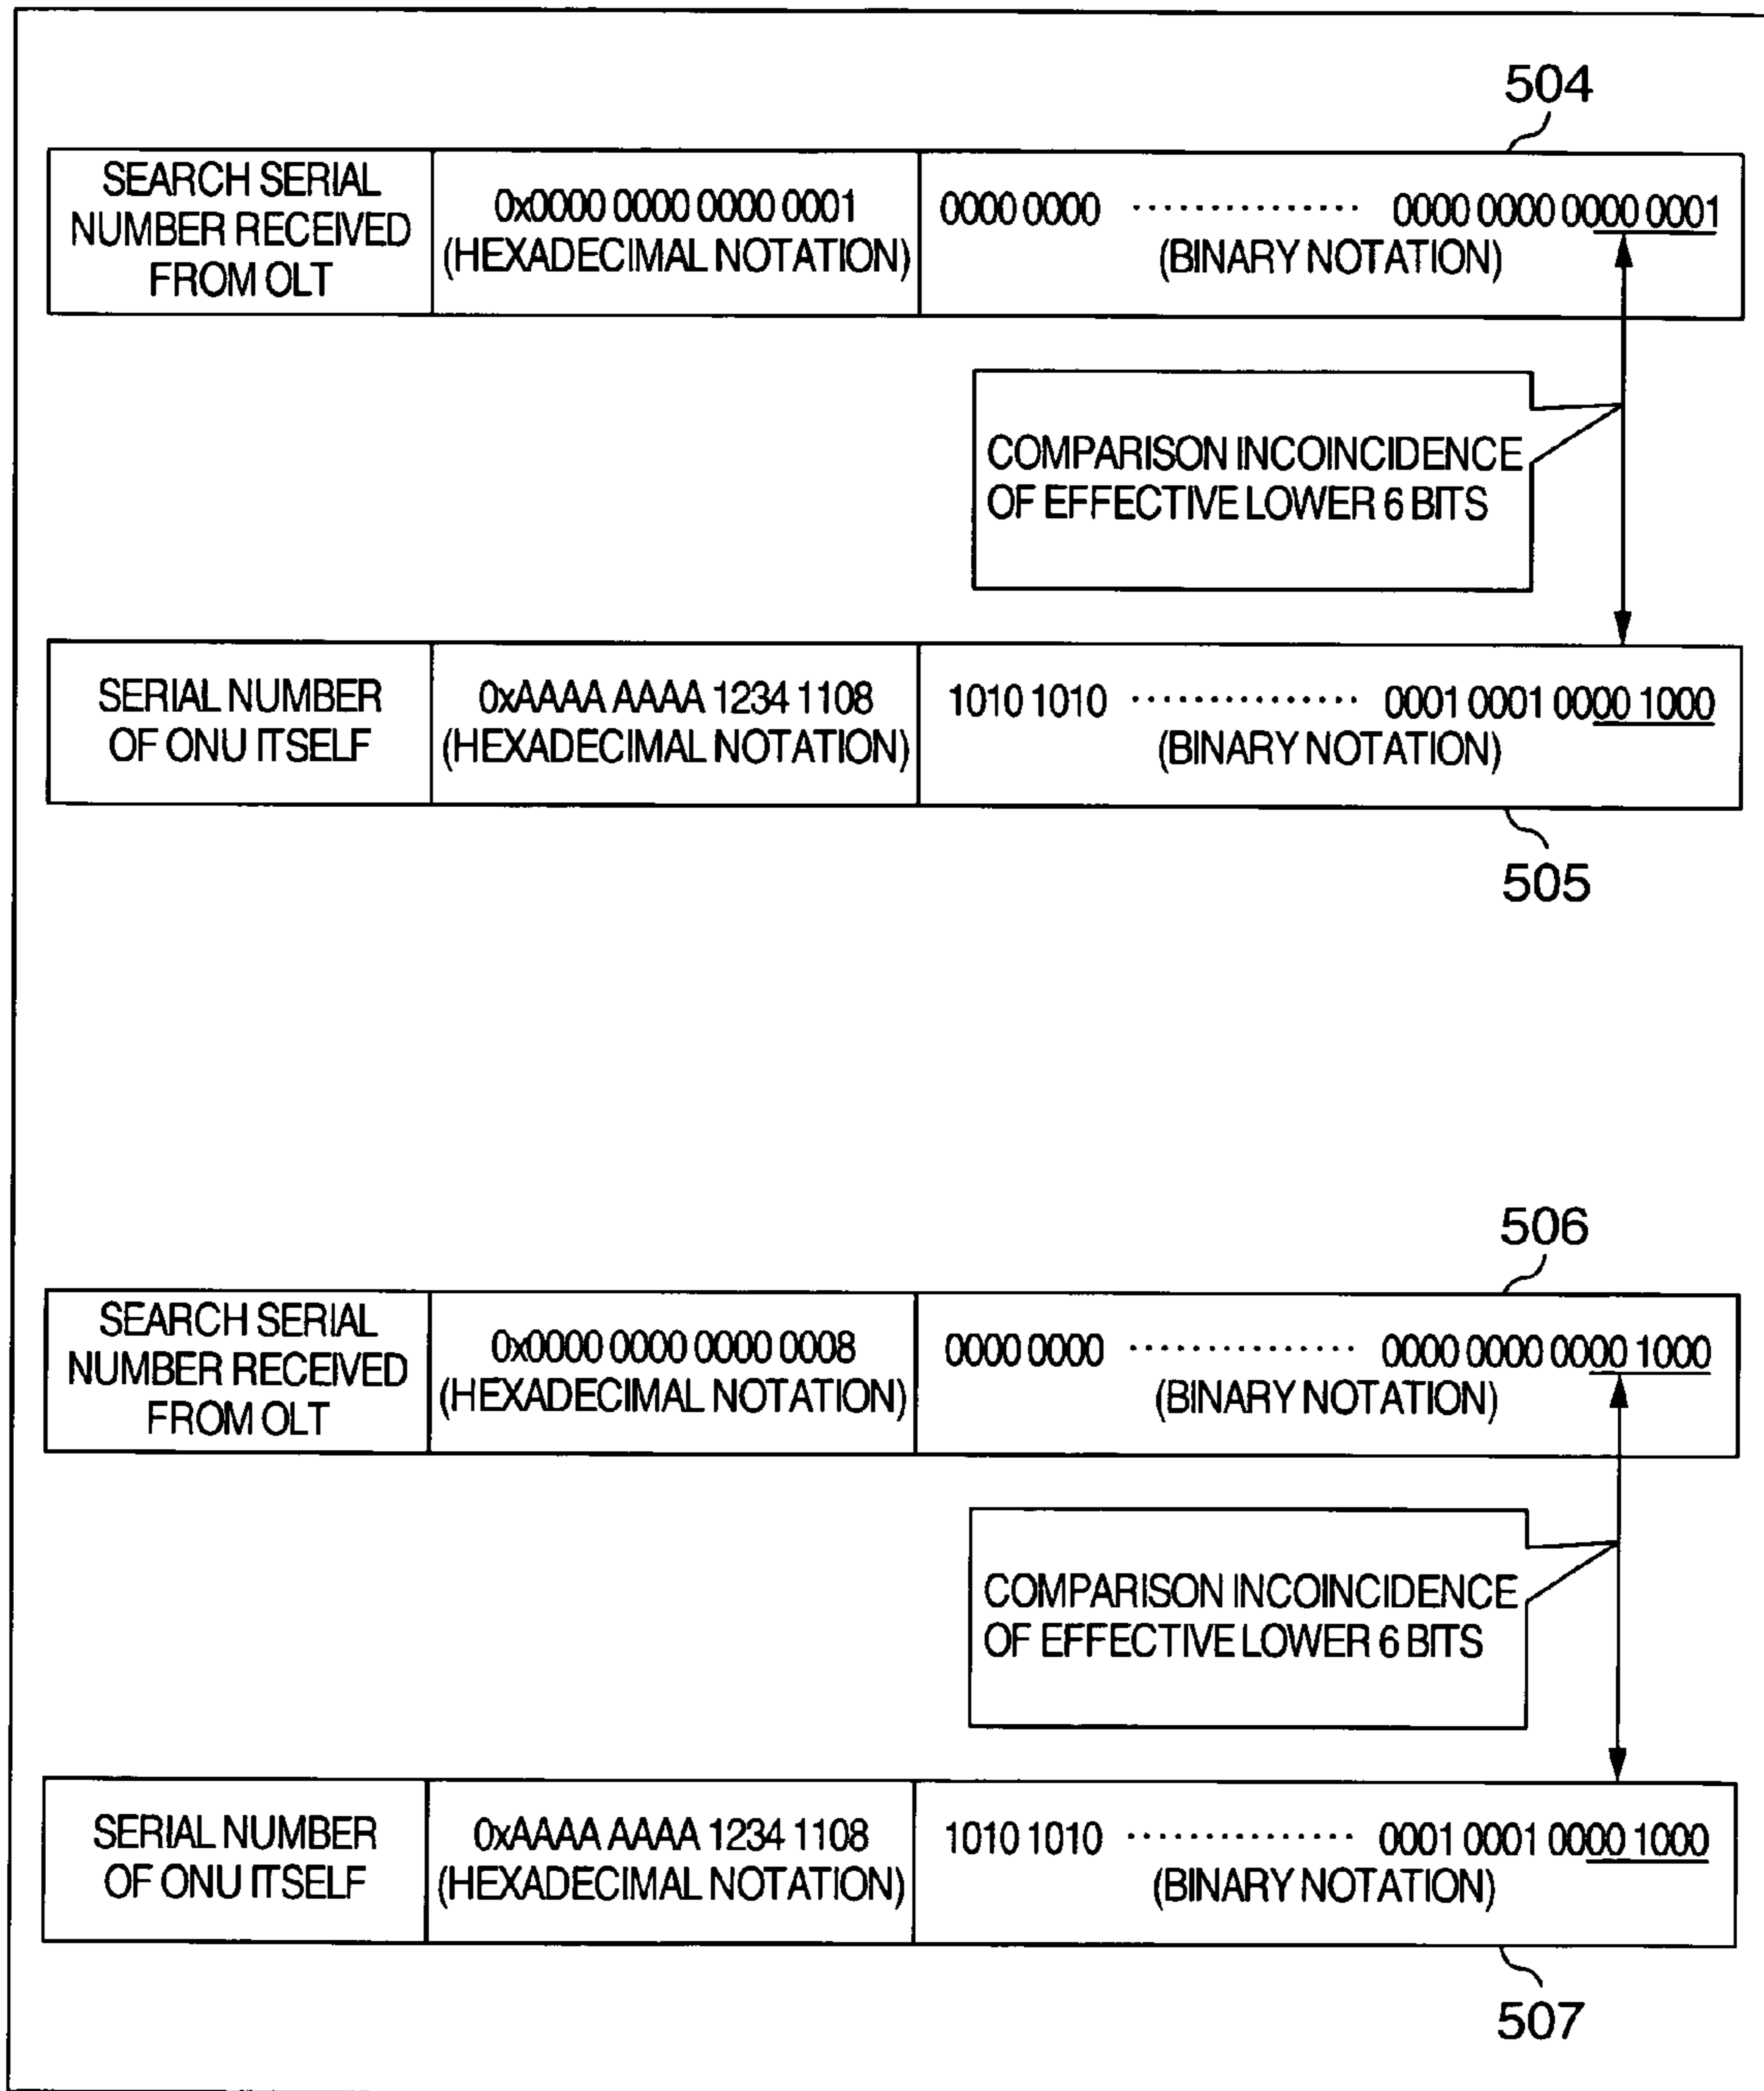 504
SEARCH SERIAL
NUMBER RECEIVED
FROM OLT
0x0000 0000 0000 0001
(HEXADECIMAL NOTATION)
0000 0000 ............... 0000 0000 0000 0001
(BINARY NOTATION)
COMPARISON INCOINCIDENCE
OF EFFECTIVE LOWER 6 BITS
SERIAL NUMBER
OF ONU ITSELF
0xAAAA AAAA 1234 1108
(HEXADECIMAL NOTATION)
1010 1010 ............... 0001 0001 0000 1000
(BINARY NOTATION)
505
506
SEARCH SERIAL
NUMBER RECEIVED
FROM OLT
0x0000 0000 0000 0008
(HEXADECIMAL NOTATION)
0000 0000 ............... 0000 0000 0000 1000
(BINARY NOTATION)
COMPARISON INCOINCIDENCE
OF EFFECTIVE LOWER 6 BITS
SERIAL NUMBER
OF ONU ITSELF
0xAAAA AAAA 1234 1108
(HEXADECIMAL NOTATION)
1010 1010 ............... 0001 0001 0000 1000
(BINARY NOTATION)
507